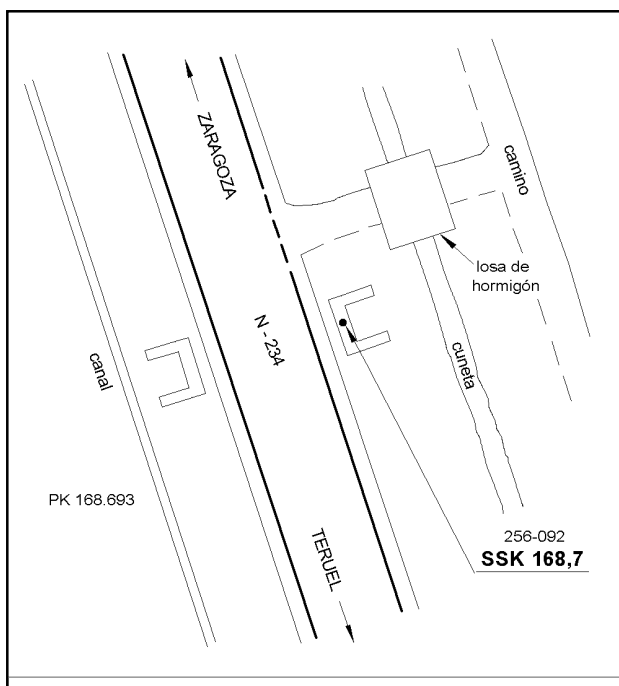 ZARAGOZA
camino
losa de
hormigón
N - 234
canal
cuneta
PK 168.693
256-092
SSK 168,7
TERUEL